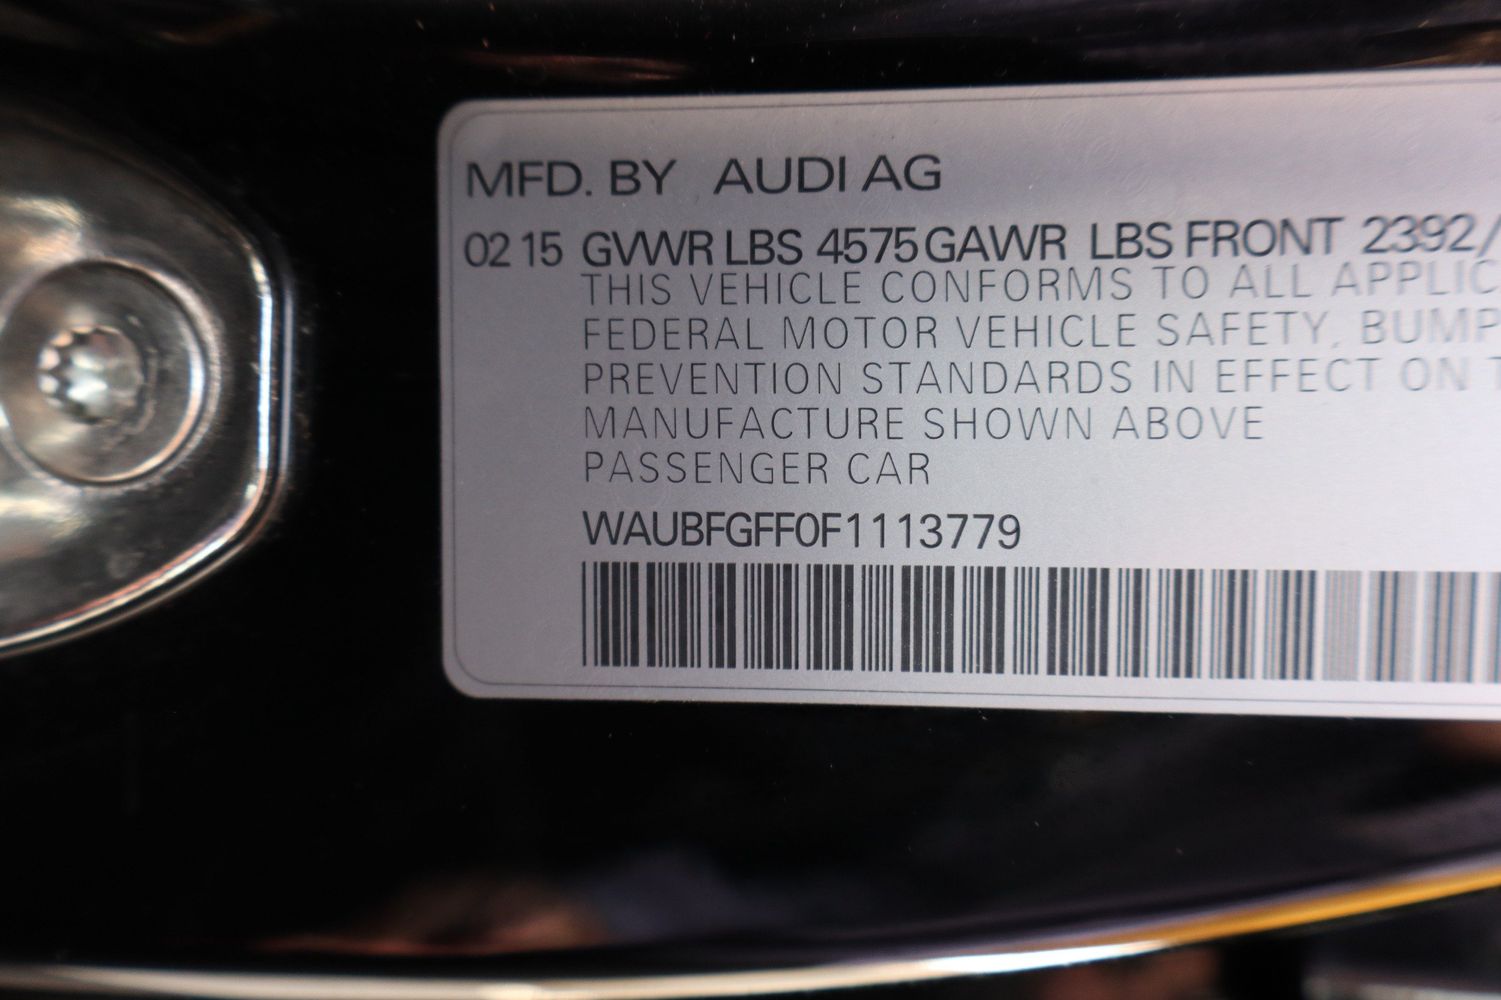 MFD. BY AUDI AG
02 15 GVWR LBS 4575 GAWR LBS FRONT 2392/
THIS VEHICLE CONFORMS TO ALL APPLIC
FEDERAL MOTOR VEHICLE SAFETY, BUMP
PREVENTION STANDARDS IN EFFECT ON T
MANUFACTURE SHOWN ABOVE
PASSENGER CAR
WAUBFGFF0F1113779